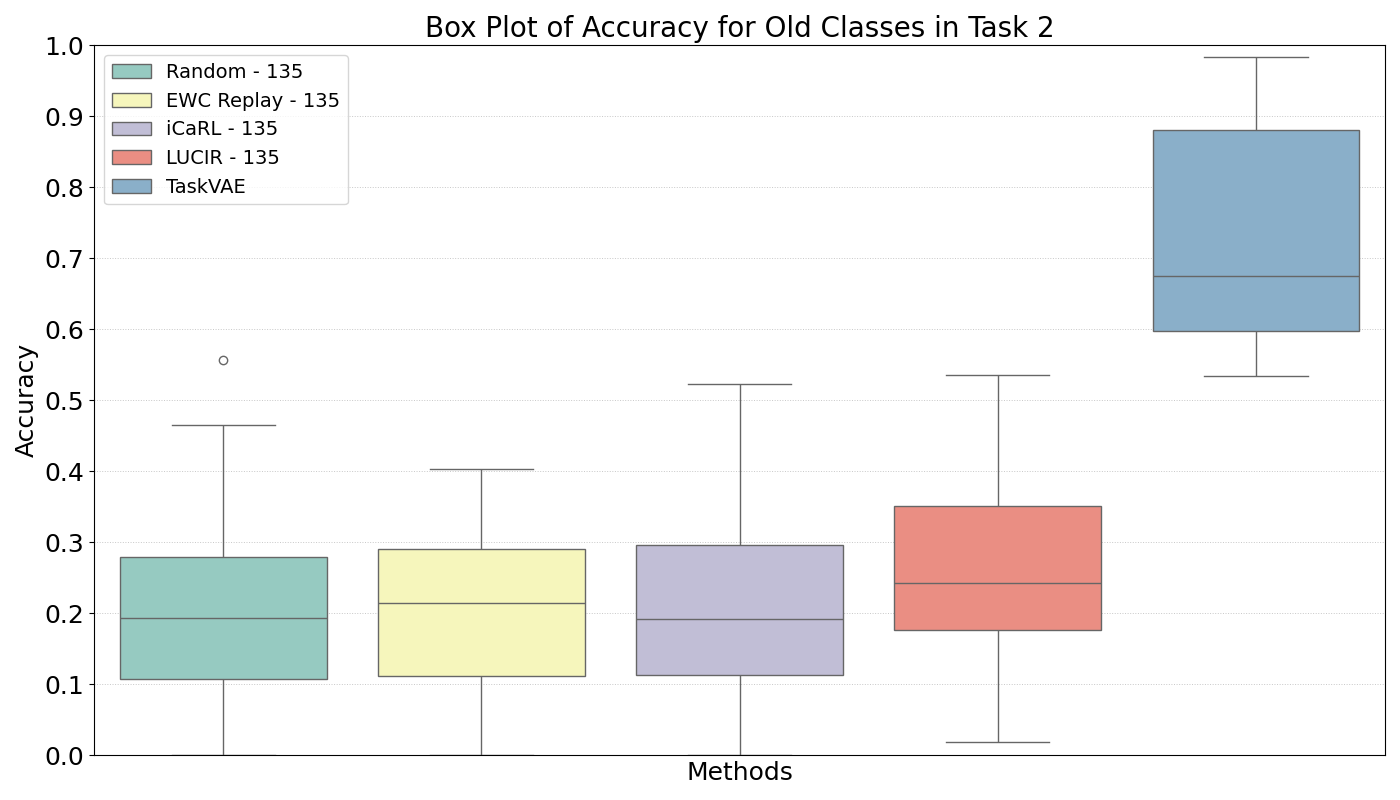 Box Plot of Accuracy for Old Classes in Task 2
1.0
0.9
0.8
0.7
0.6
0.5
0.4
0.3
0.2
0.1
0.0
Accuracy
Random - 135
EWC Replay - 135
iCaRL - 135
LUCIR - 135
TaskVAE
Methods